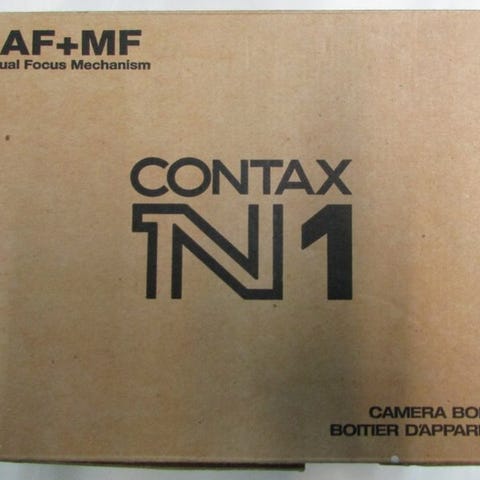 AF+MF
ual Focus Mechanism
CONTAX
N1
CAMERA BO
BOITIER D'APPAR